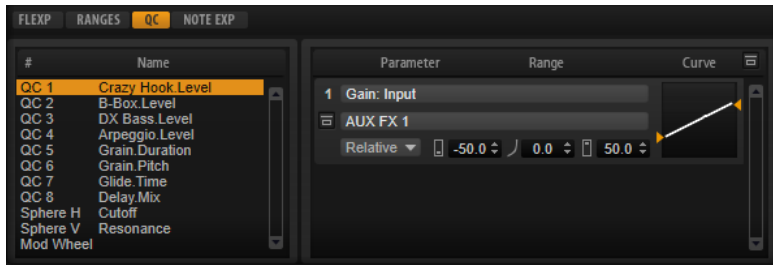 FLEXP RANGES QC NOTE EXP
# Name
QC 1 Crazy Hook.Level
QC 2 B-Box.Level
QC 3 DX Bass.Level
QC 4 Arpeggio.Level
QC 5 Grain.Duration
QC 6 Grain.Pitch
QC 7 Glide.Time
QC 8 Delay.Mix
Sphere H Cutoff
Sphere V Resonance
Mod Wheel
Parameter Range Curve
1 Gain: Input
AUX FX 1
Relative -50.0 0.0 50.0